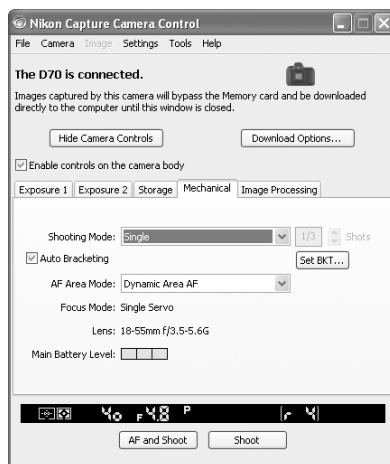 Nikon Capture Camera Control
File Camera Image Settings Tools Help
The D70 is connected.
Images captured by this camera will bypass the Memory card and be downloaded
directly to the computer until this window is closed.
Hide Camera Controls Download Options...
Enable controls on the camera body
Exposure 1 Exposure 2 Storage Mechanical Image Processing
Shooting Mode: Single 1/3 Shots
Auto Bracketing Set BKT...
AF Area Mode: Dynamic Area AF
Focus Mode: Single Servo
Lens: 18-55mm f/3.5-5.6G
Main Battery Level:
40 F4.8 P (r 4)
AF and Shoot Shoot